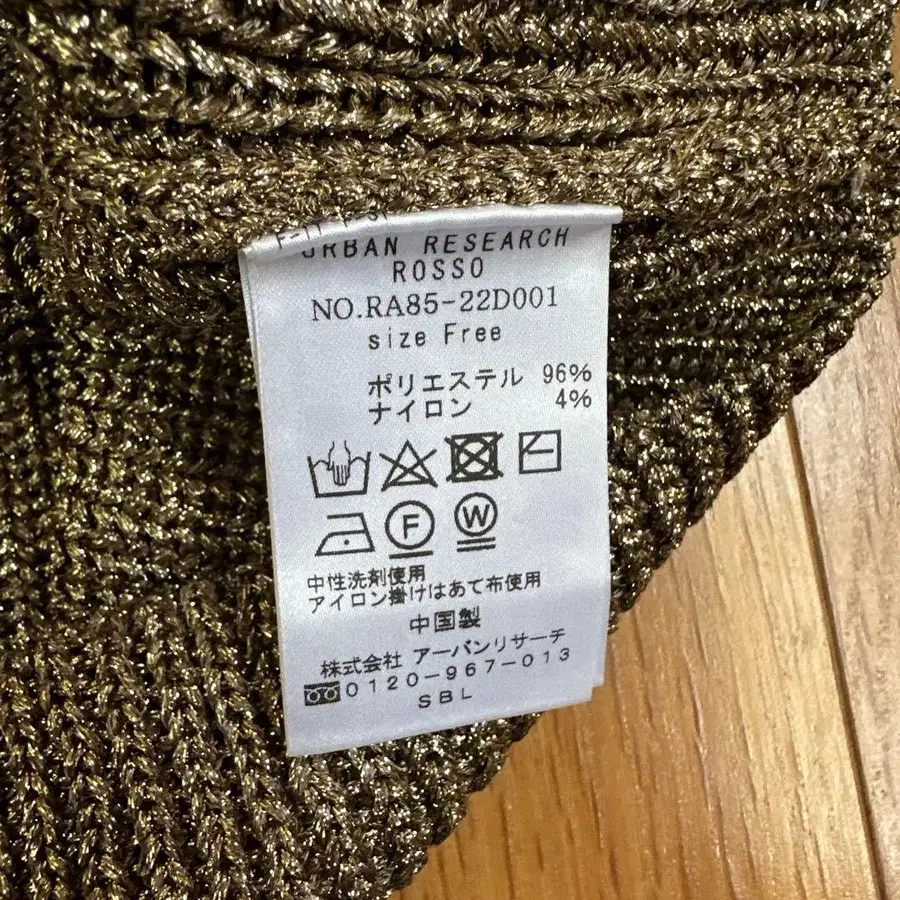 URBAN RESEARCH
ROSSO
NO.RA85-22D001
size Free
ポリエステル 96%
ナイロン 4%
F W
中性洗剤使用
アイロン掛けはあて布使用
中国製
株式会社 アーバンリサーチ
0120-967-013
SBL